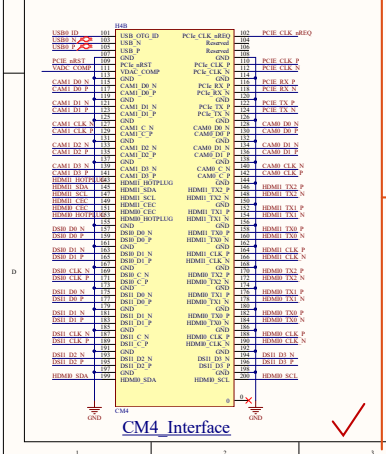 H4B
USB0_ID 101 USB OTG_ID PCIe_CLK_nREQ 102 PCIE_CLK_nREQ
USB0_N 103 USB_N Reserved 104
USB0_P 105 USB_P Reserved 106
107 GND GND 108
PCIE_nRST 109 PCIe_nRST PCIe_CLK_P 110 PCIE_CLK_P
VADC_COMP 111 VDAC_COMP PCIe_CLK_N 112 PCIE_CLK_N
113 GND GND 114
CAM1_D0_N 115 CAM1_D0_N PCIe_RX_P 116 PCIE_RX_P
CAM1_D0_P 117 CAM1_D0_P PCIe_RX_N 118 PCIE_RX_N
119 GND GND 120
CAM1_D1_N 121 CAM1_D1_N PCIe_TX_P 122 PCIE_TX_P
CAM1_D1_P 123 CAM1_D1_P PCIe_TX_N 124 PCIE_TX_N
125 GND GND 126
CAM1_CLK_N 127 CAM1_C_N CAM0_D0_N 128 CAM0_D0_N
CAM1_CLK_P 129 CAM1_C_P CAM0_D0_P 130 CAM0_D0_P
131 GND GND 132
CAM1_D2_N 133 CAM1_D2_N CAM0_D1_N 134 CAM0_D1_N
CAM1_D2_P 135 CAM1_D2_P CAM0_D1_P 136 CAM0_D1_P
137 GND GND 138
CAM1_D3_N 139 CAM1_D3_N CAM0_C_N 140 CAM0_CLK_N
CAM1_D3_P 141 CAM1_D3_P CAM0_C_P 142 CAM0_CLK_P
HDMI1_HOTPLUG 143 HDMI1_HOTPLUG GND 144
HDMI1_SDA 145 HDMI1_SDA HDMI1_TX2_P 146 HDMI1_TX2_P
HDMI1_SCL 147 HDMI1_SCL HDMI1_TX2_N 148 HDMI1_TX2_N
HDMI1_CEC 149 HDMI1_CEC GND 150
HDMI0_CEC 151 HDMI0_CEC HDMI1_TX1_P 152 HDMI1_TX1_P
HDMI0_HOTPLUG 153 HDMI0_HOTPLUG HDMI1_TX1_N 154 HDMI1_TX1_N
155 GND GND 156
DSI0_D0_N 157 DSI0_D0_N HDMI1_TX0_P 158 HDMI1_TX0_P
DSI0_D0_P 159 DSI0_D0_P HDMI1_TX0_N 160 HDMI1_TX0_N
161 GND GND 162
DSI0_D1_N 163 DSI0_D1_N HDMI1_CLK_P 164 HDMI1_CLK_P
DSI0_D1_P 165 DSI0_D1_P HDMI1_CLK_N 166 HDMI1_CLK_N
167 GND GND 168
DSI0_CLK_N 169 DSI0_C_N HDMI0_TX2_P 170 HDMI0_TX2_P
DSI0_CLK_P 171 DSI0_C_P HDMI0_TX2_N 172 HDMI0_TX2_N
173 GND GND 174
DSI1_D0_N 175 DSI1_D0_N HDMI0_TX1_P 176 HDMI0_TX1_P
DSI1_D0_P 177 DSI1_D0_P HDMI0_TX1_N 178 HDMI0_TX1_N
179 GND GND 180
DSI1_D1_N 181 DSI1_D1_N HDMI0_TX0_P 182 HDMI0_TX0_P
DSI1_D1_P 183 DSI1_D1_P HDMI0_TX0_N 184 HDMI0_TX0_N
185 GND GND 186
DSI1_CLK_N 187 DSI1_C_N HDMI0_CLK_P 188 HDMI0_CLK_P
DSI1_CLK_P 189 DSI1_C_P HDMI0_CLK_N 190 HDMI0_CLK_N
191 GND GND 192
DSI1_D2_N 193 DSI1_D2_N DSI1_D3_N 194 DSI1_D3_N
DSI1_D2_P 195 DSI1_D2_P DSI1_D3_P 196 DSI1_D3_P
197 GND GND 198
HDMI0_SDA 199 HDMI0_SDA HDMI0_SCL 200 HDMI0_SCL
0 0
CM4
GND GND
CM4 Interface
D
1 2 3